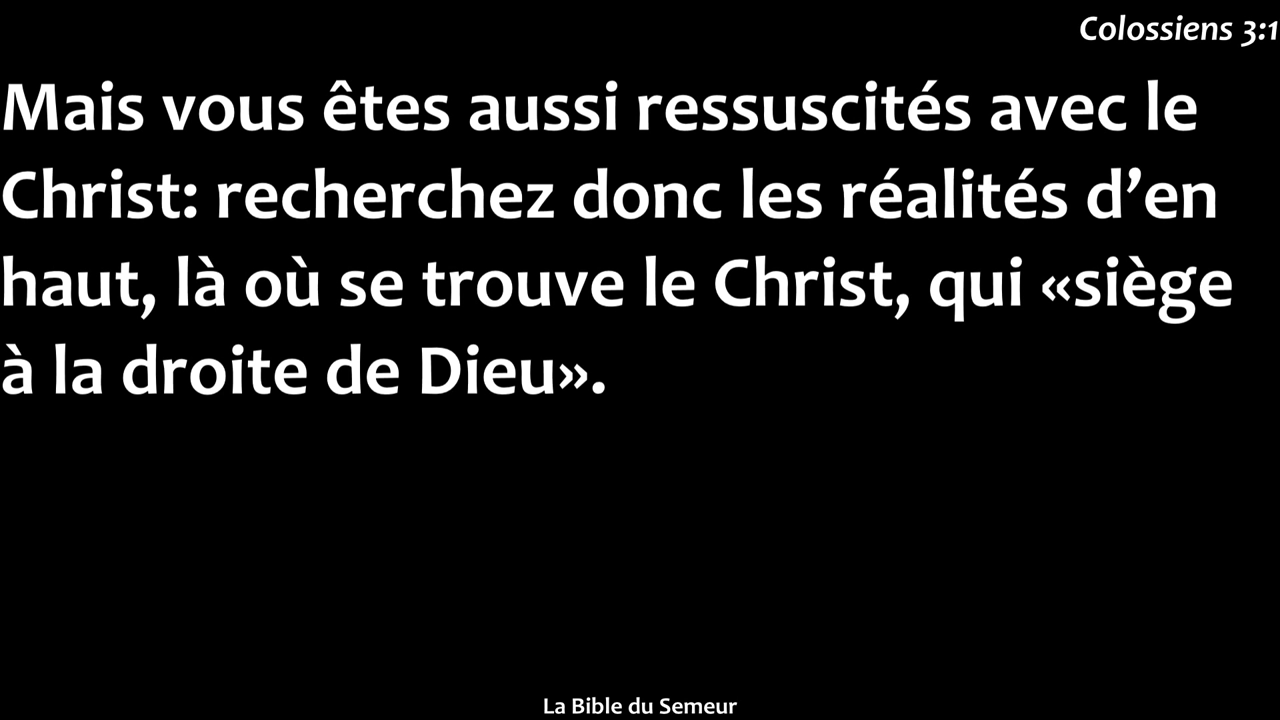 Colossiens 3:1
Mais vous êtes aussi ressuscités avec le
Christ: recherchez donc les réalités d’en
haut, là où se trouve le Christ, qui «siège
à la droite de Dieu».
La Bible du Semeur